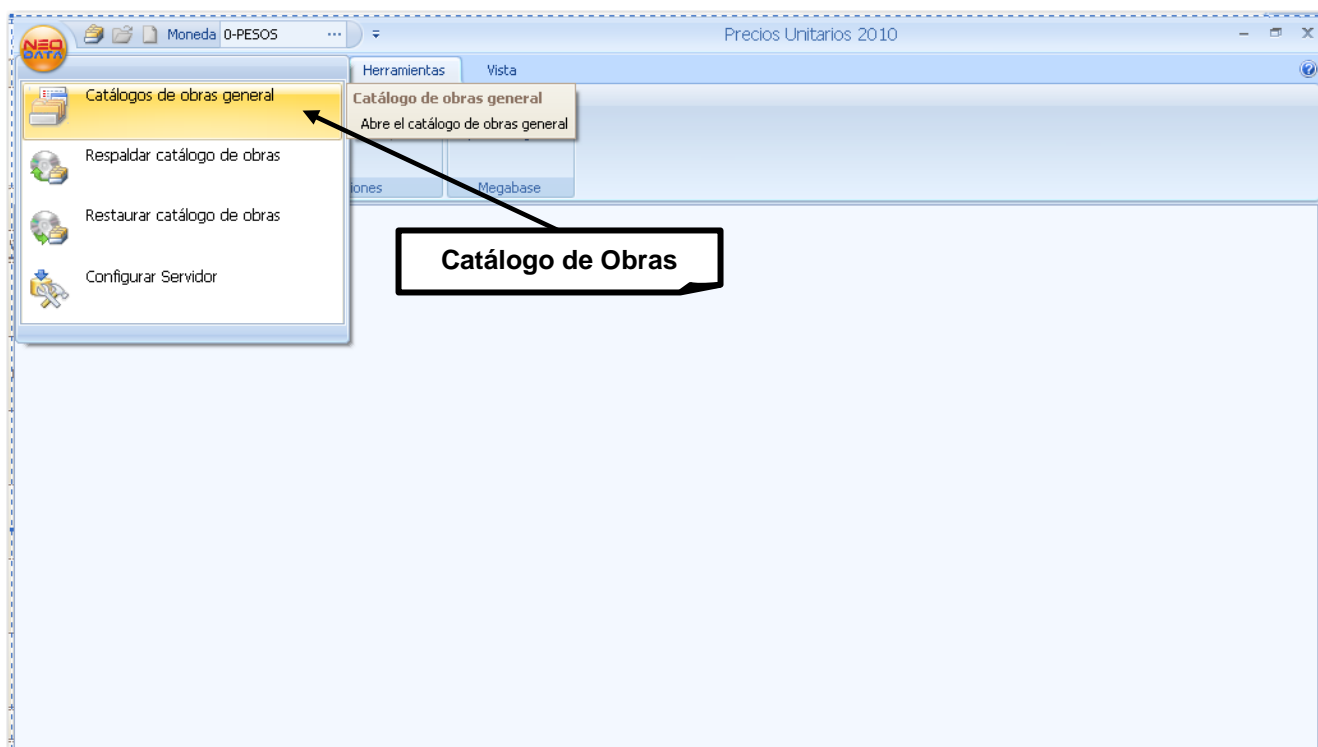 NEO
DATA
Moneda 0-PESOS ...
Precios Unitarios 2010
Herramientas Vista
Catálogos de obras general
Catálogo de obras general
Abre el catálogo de obras general
Respaldar catálogo de obras
iones Megabase
Restaurar catálogo de obras
Catálogo de Obras
Configurar Servidor